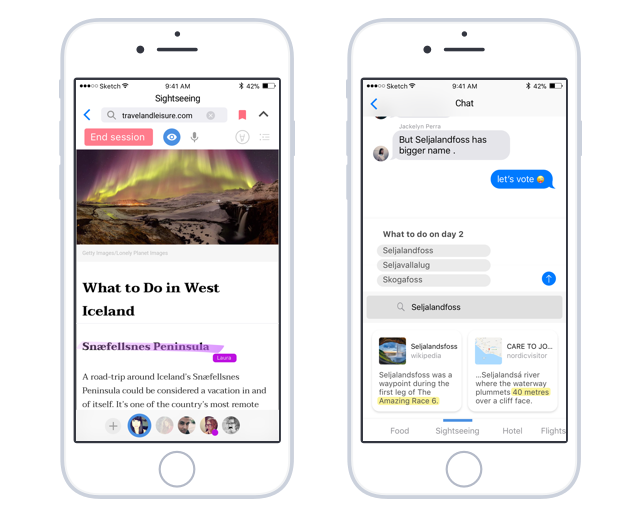 Sketch
9:41 AM
42%
Sightseeing
travelandleisure.com
End session
Getty Images/Lonely Planet Images
What to Do in West
Iceland
Snæfellsnes Peninsula
Laura
A road-trip around Iceland's Snæfellsnes
Peninsula could be considered a vacation in and
of itself. It's one of the country's most remote
Sketch
9:41 AM
42%
Chat
Jackelyn Perra
But Seljalandfoss has
bigger name .
let's vote 😜
What to do on day 2
Seljalandfoss
Seljavallalug
Skogafoss
Seljalandfoss
Seljalandsfoss
wikipedia
Seljalandsfoss was a
waypoint during the
first leg of The
Amazing Race 6.
CARE TO JO...
nordicvisitor
...Seljalandsá river
where the waterway
plummets 40 metres
over a cliff face.
Food
Sightseeing
Hotel
Flights